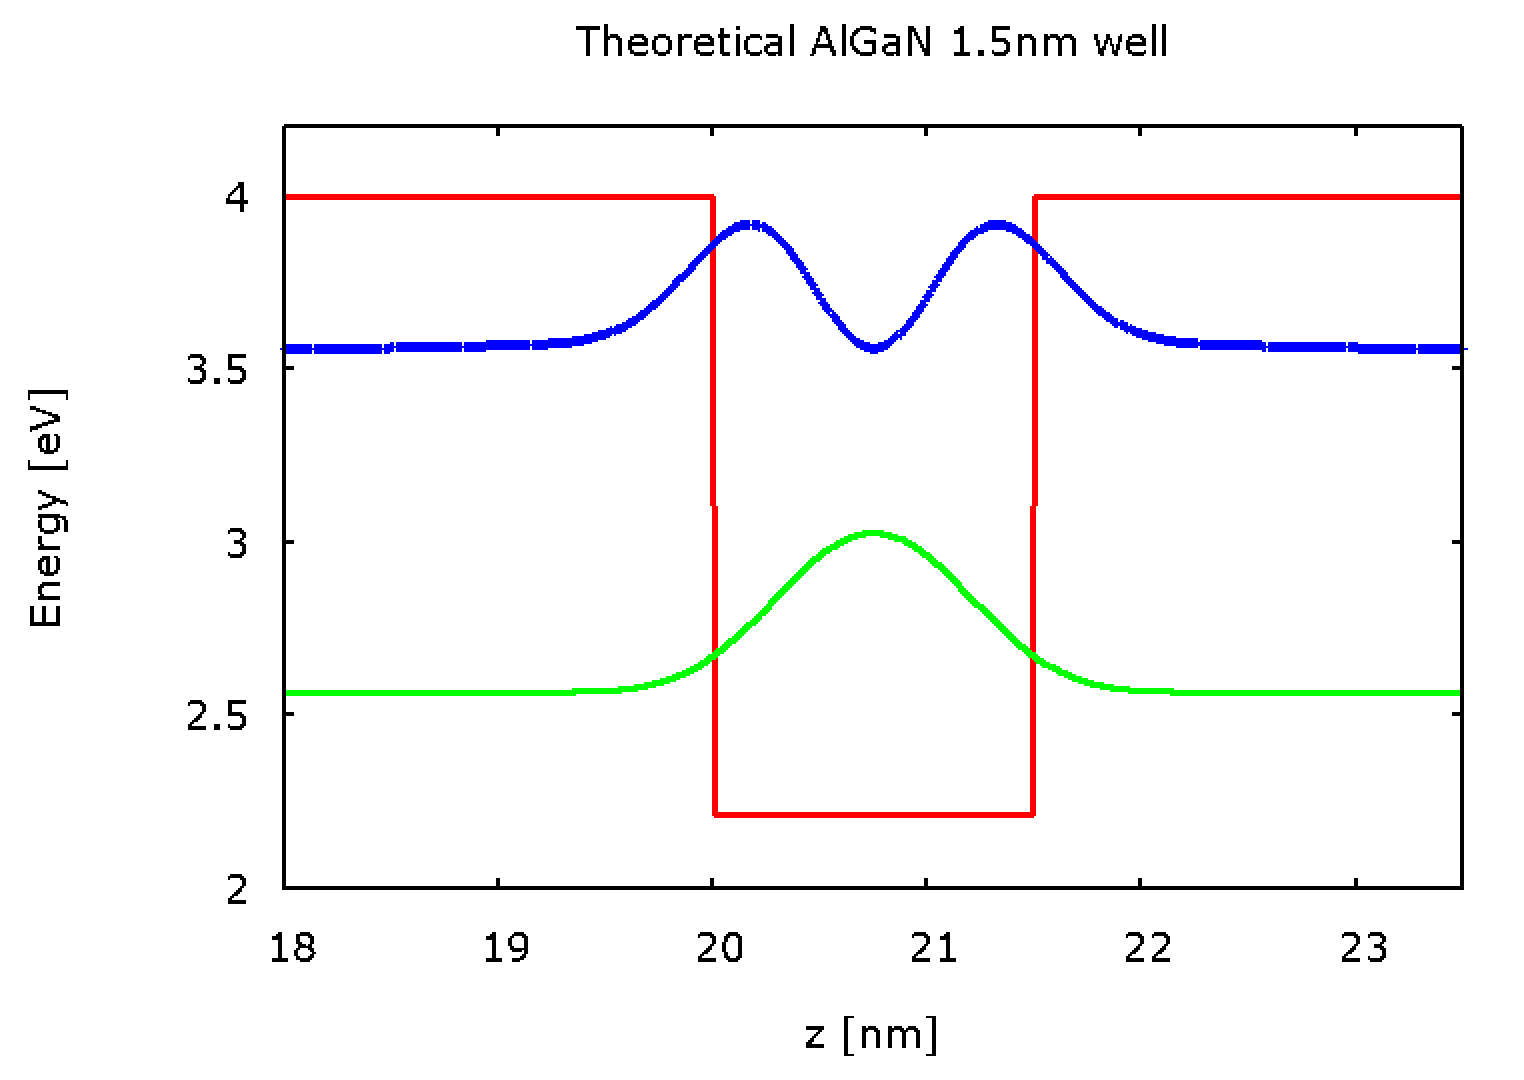 Theoretical AlGaN 1.5nm well
4
3.5
3
2.5
2
Energy [eV]
18 19 20 21 22 23
z [nm]